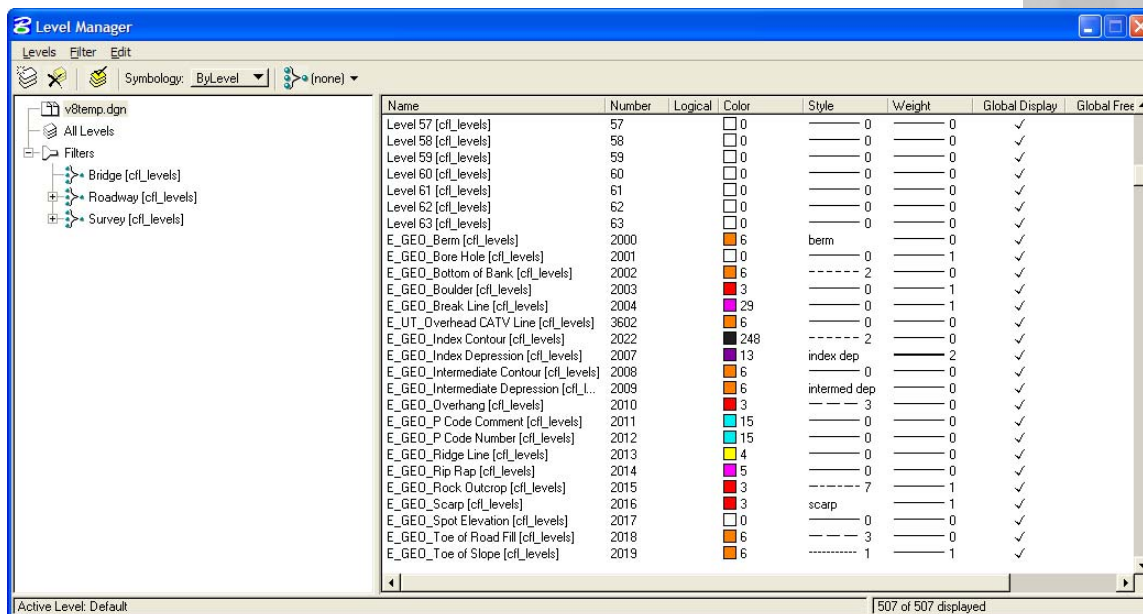 Level Manager
Levels Filter Edit
Symbology: ByLevel (none)
v8temp.dgn
All Levels
Filters
Bridge [cfl_levels]
Roadway [cfl_levels]
Survey [cfl_levels]
Name Number Logical Color Style Weight Global Display Global Free
Level 57 [cfl_levels] 57 0 0 0
Level 58 [cfl_levels] 58 0 0 0
Level 59 [cfl_levels] 59 0 0 0
Level 60 [cfl_levels] 60 0 0 0
Level 61 [cfl_levels] 61 0 0 0
Level 62 [cfl_levels] 62 0 0 0
Level 63 [cfl_levels] 63 0 0 0
E_GEO_Berm [cfl_levels] 2000 6 berm 0
E_GEO_Bore Hole [cfl_levels] 2001 0 0 1
E_GEO_Bottom of Bank [cfl_levels] 2002 6 2 0
E_GEO_Boulder [cfl_levels] 2003 3 0 1
E_GEO_Break Line [cfl_levels] 2004 29 0 1
E_UT_Overhead CATV Line [cfl_levels] 3602 6 0 0
E_GEO_Index Contour [cfl_levels] 2022 248 2 0
E_GEO_Index Depression [cfl_levels] 2007 13 index dep 2
E_GEO_Intermediate Contour [cfl_levels] 2008 6 0 0
E_GEO_Intermediate Depression [cfl_l... 2009 6 intermed dep 0
E_GEO_Overhang [cfl_levels] 2010 3 3 0
E_GEO_P Code Comment [cfl_levels] 2011 15 0 0
E_GEO_P Code Number [cfl_levels] 2012 15 0 0
E_GEO_Ridge Line [cfl_levels] 2013 4 0 0
E_GEO_Rip Rap [cfl_levels] 2014 5 0 0
E_GEO_Rock Outcrop [cfl_levels] 2015 3 7 1
E_GEO_Scarp [cfl_levels] 2016 3 scarp 1
E_GEO_Spot Elevation [cfl_levels] 2017 0 0 0
E_GEO_Toe of Road Fill [cfl_levels] 2018 6 3 0
E_GEO_Toe of Slope [cfl_levels] 2019 6 1 1
Active Level: Default 507 of 507 displayed